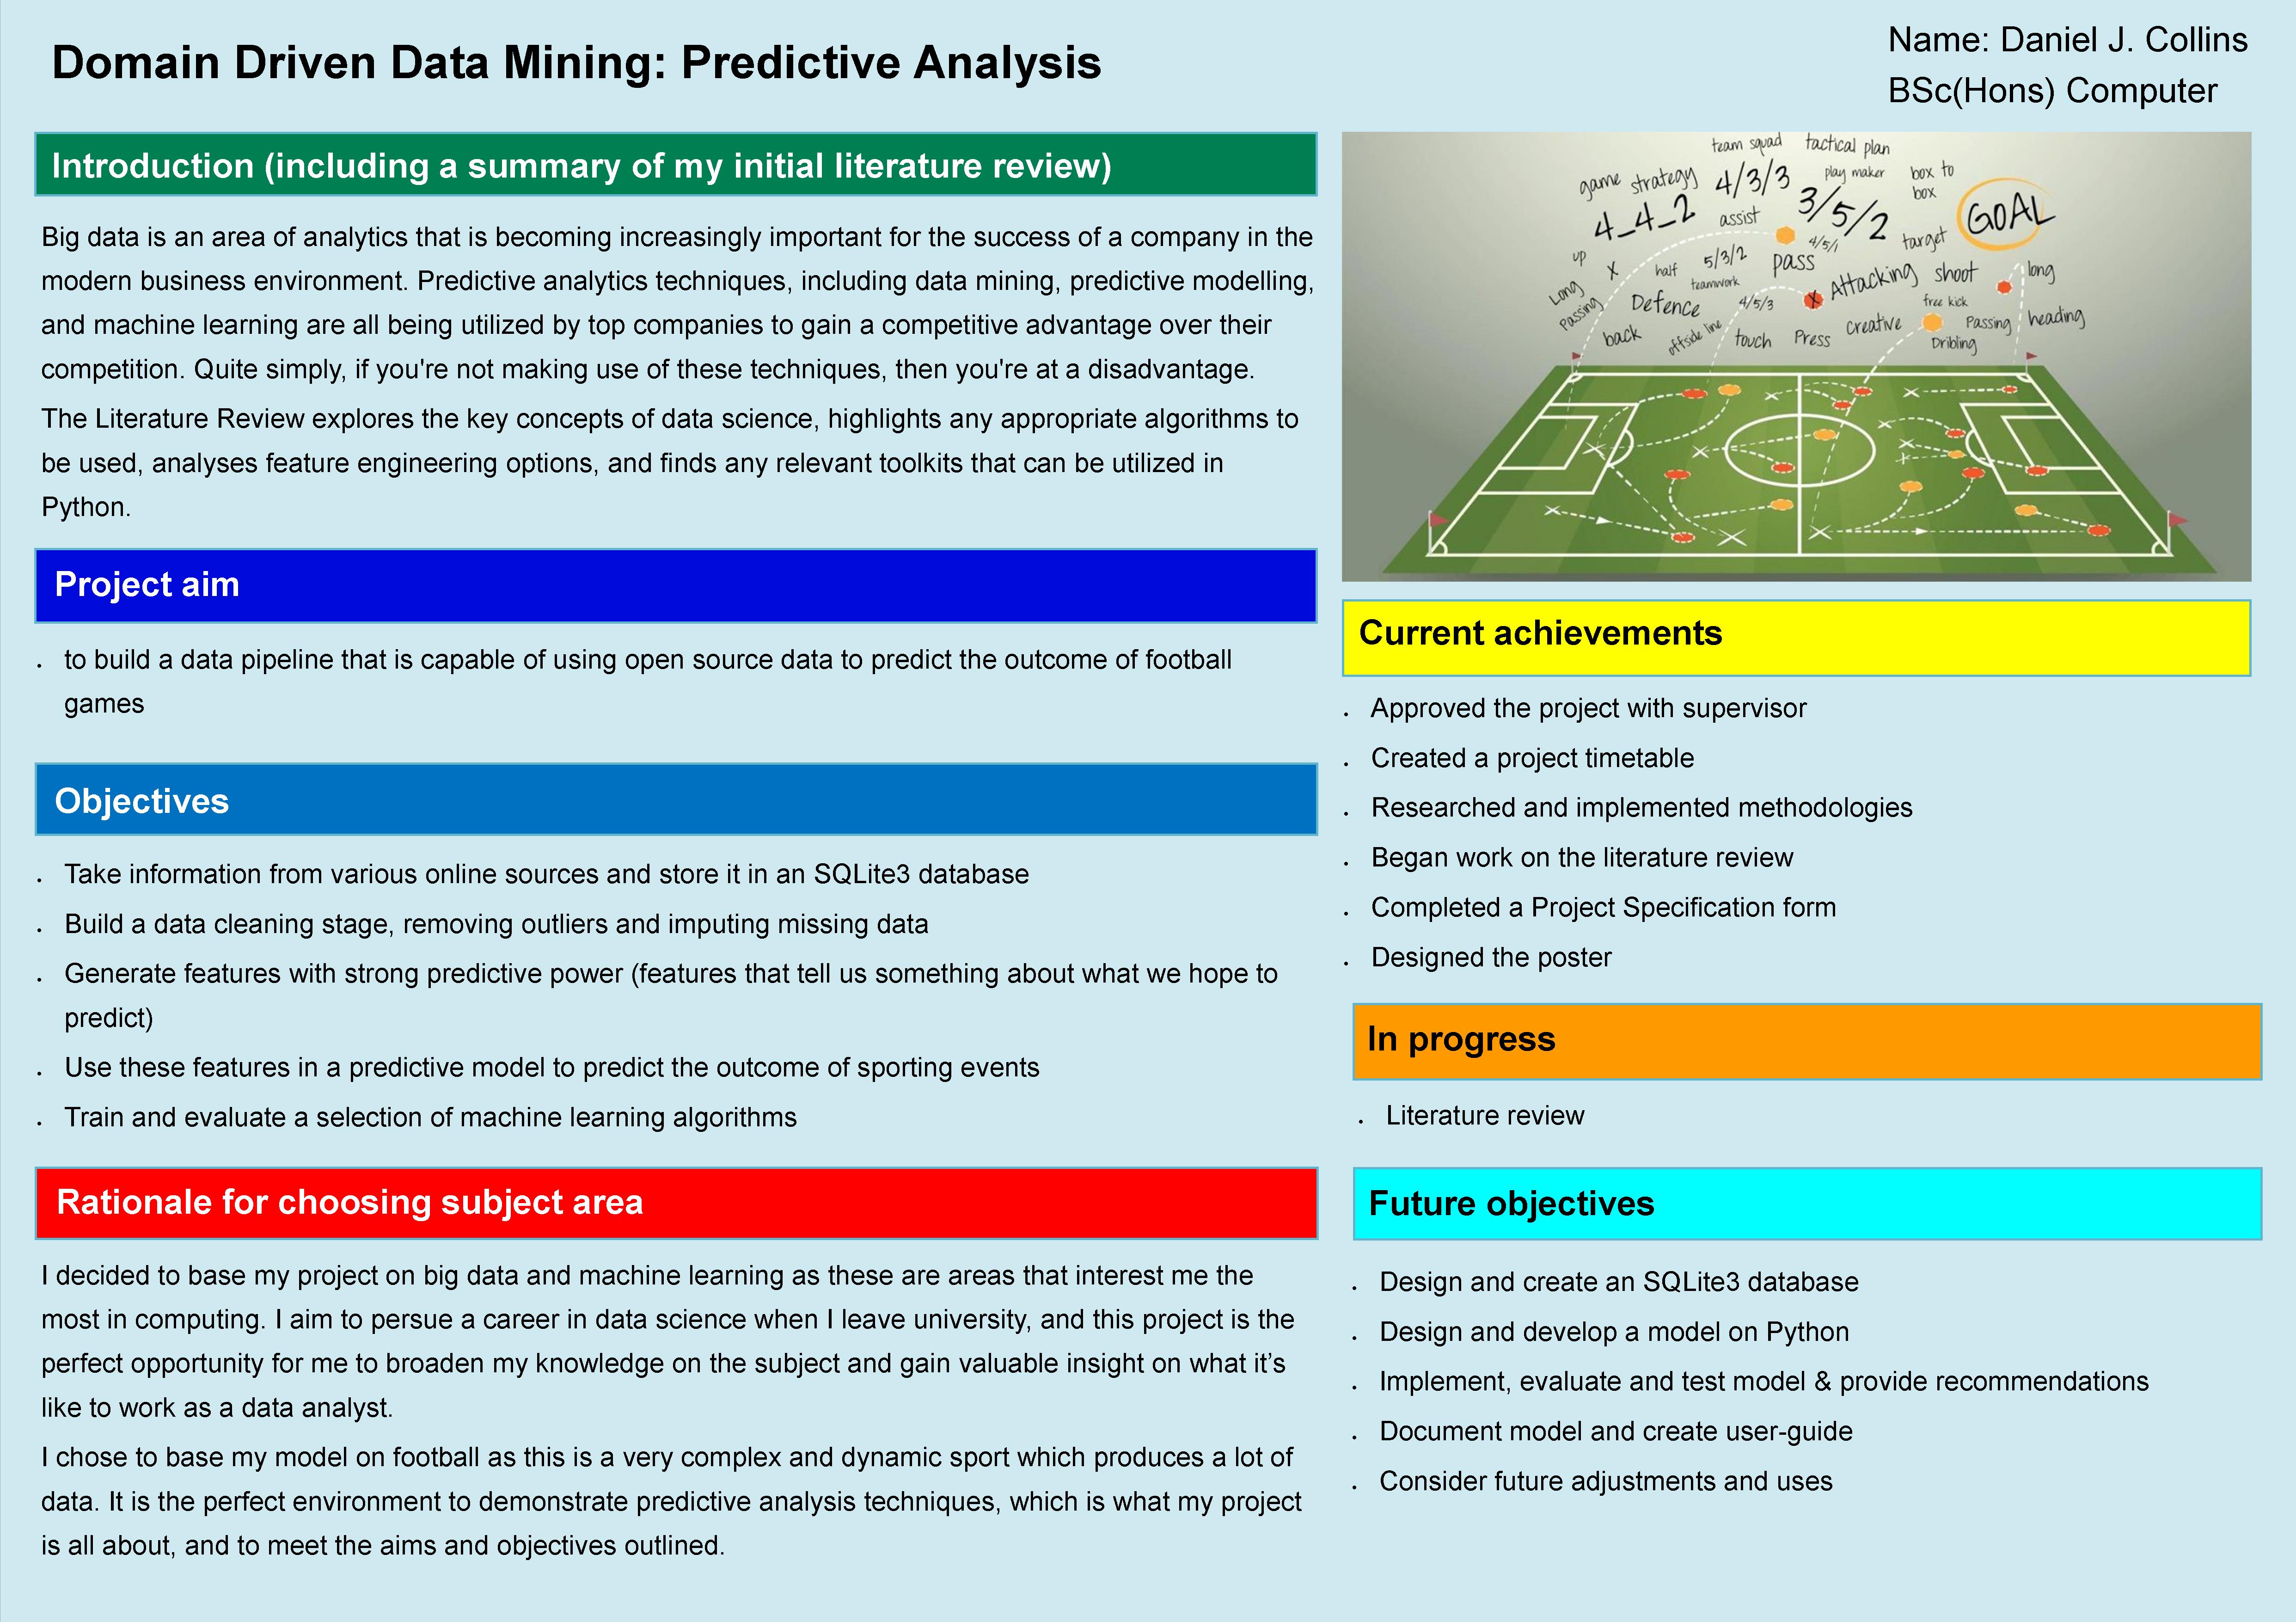 Domain Driven Data Mining: Predictive Analysis
Name: Daniel J. Collins
BSc(Hons) Computer
Introduction (including a summary of my initial literature review)
Big data is an area of analytics that is becoming increasingly important for the success of a company in the
modern business environment. Predictive analytics techniques, including data mining, predictive modelling,
and machine learning are all being utilized by top companies to gain a competitive advantage over their
competition. Quite simply, if you're not making use of these techniques, then you're at a disadvantage.
The Literature Review explores the key concepts of data science, highlights any appropriate algorithms to
be used, analyses feature engineering options, and finds any relevant toolkits that can be utilized in
Python.
Project aim
. to build a data pipeline that is capable of using open source data to predict the outcome of football
games
Objectives
. Take information from various online sources and store it in an SQLite3 database
. Build a data cleaning stage, removing outliers and imputing missing data
. Generate features with strong predictive power (features that tell us something about what we hope to
predict)
. Use these features in a predictive model to predict the outcome of sporting events
. Train and evaluate a selection of machine learning algorithms
Rationale for choosing subject area
I decided to base my project on big data and machine learning as these are areas that interest me the
most in computing. I aim to persue a career in data science when I leave university, and this project is the
perfect opportunity for me to broaden my knowledge on the subject and gain valuable insight on what it’s
like to work as a data analyst.
I chose to base my model on football as this is a very complex and dynamic sport which produces a lot of
data. It is the perfect environment to demonstrate predictive analysis techniques, which is what my project
is all about, and to meet the aims and objectives outlined.
team squad tactical plan
game strategy 4/3/3 play maker box to
box
4_4_2 assist 3/5/2 GOAL
up x half 5/3/2 pass 4/5/1 target
Long teamwork Attacking shoot long
Passing Defence 4/5/3 x free kick
back offside line touch Press creative Passing heading
Dribling
Current achievements
. Approved the project with supervisor
. Created a project timetable
. Researched and implemented methodologies
. Began work on the literature review
. Completed a Project Specification form
. Designed the poster
In progress
. Literature review
Future objectives
. Design and create an SQLite3 database
. Design and develop a model on Python
. Implement, evaluate and test model & provide recommendations
. Document model and create user-guide
. Consider future adjustments and uses